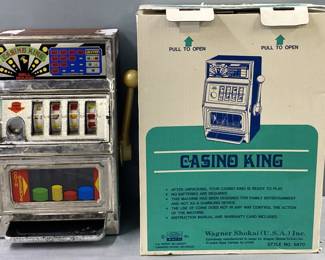 CASINO KING
PULL TO OPEN
PULL TO OPEN
CASINO KING
• AFTER UNPACKING, YOUR CASINO KING IS READY TO PLAY.
• NO BATTERIES ARE REQUIRED.
• THIS MACHINE HAS BEEN DESIGNED FOR FAMILY ENTERTAINMENT
AND NOT AS A GAMBLING DEVICE.
• THE USE OF COINS DOES NOT IN ANY WAY CONTROL THE ACTION
OF THE MACHINE.
• INSTRUCTION MANUAL AND WARRANTY CARD INCLUDED.
Wagner Shokai (U.S.A.) Inc.
STYLE NO.